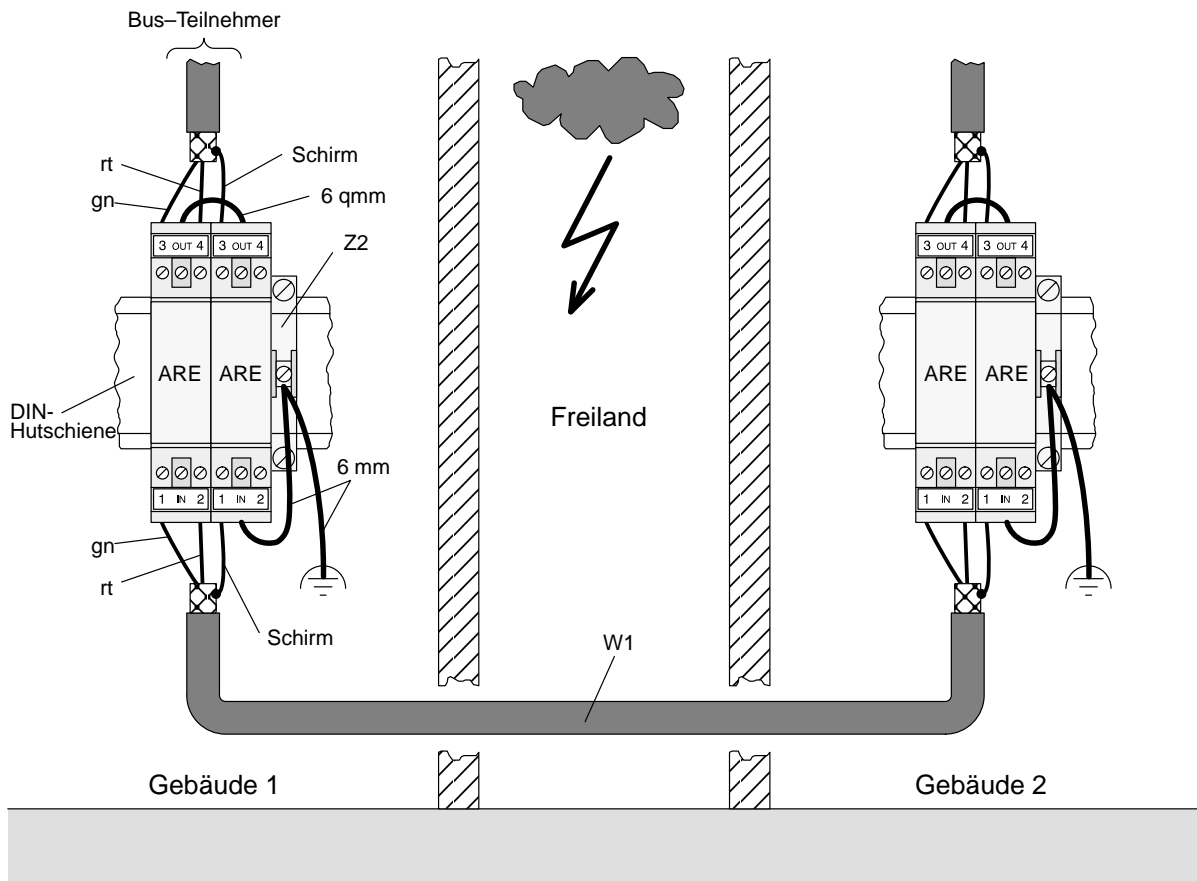 Bus–Teilnehmer
Schirm
rt
gn
6 qmm
3 OUT 4 3 OUT 4
3 OUT 4 3 OUT 4
Z2
ARE ARE
ARE ARE
DIN-
Hutschiene
Freiland
6 mm
1 IN 2 1 IN 2
1 IN 2 1 IN 2
gn
rt
Schirm
W1
Gebäude 1
Gebäude 2